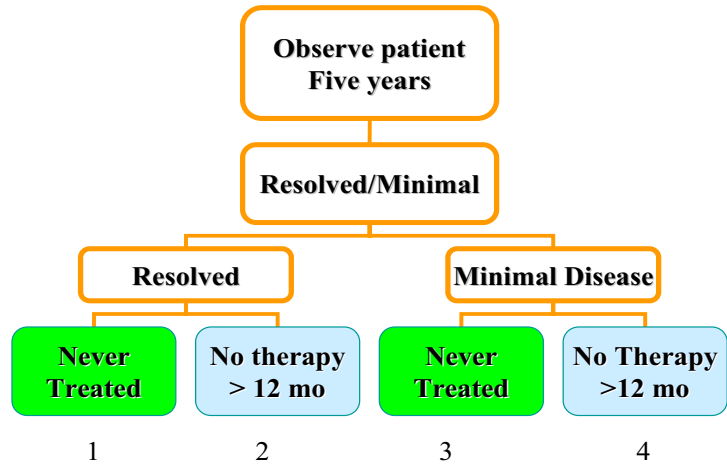 Observe patient
Five years
Resolved/Minimal
Resolved
Minimal Disease
Never
Treated
No therapy
> 12 mo
Never
Treated
No Therapy
>12 mo
1
2
3
4